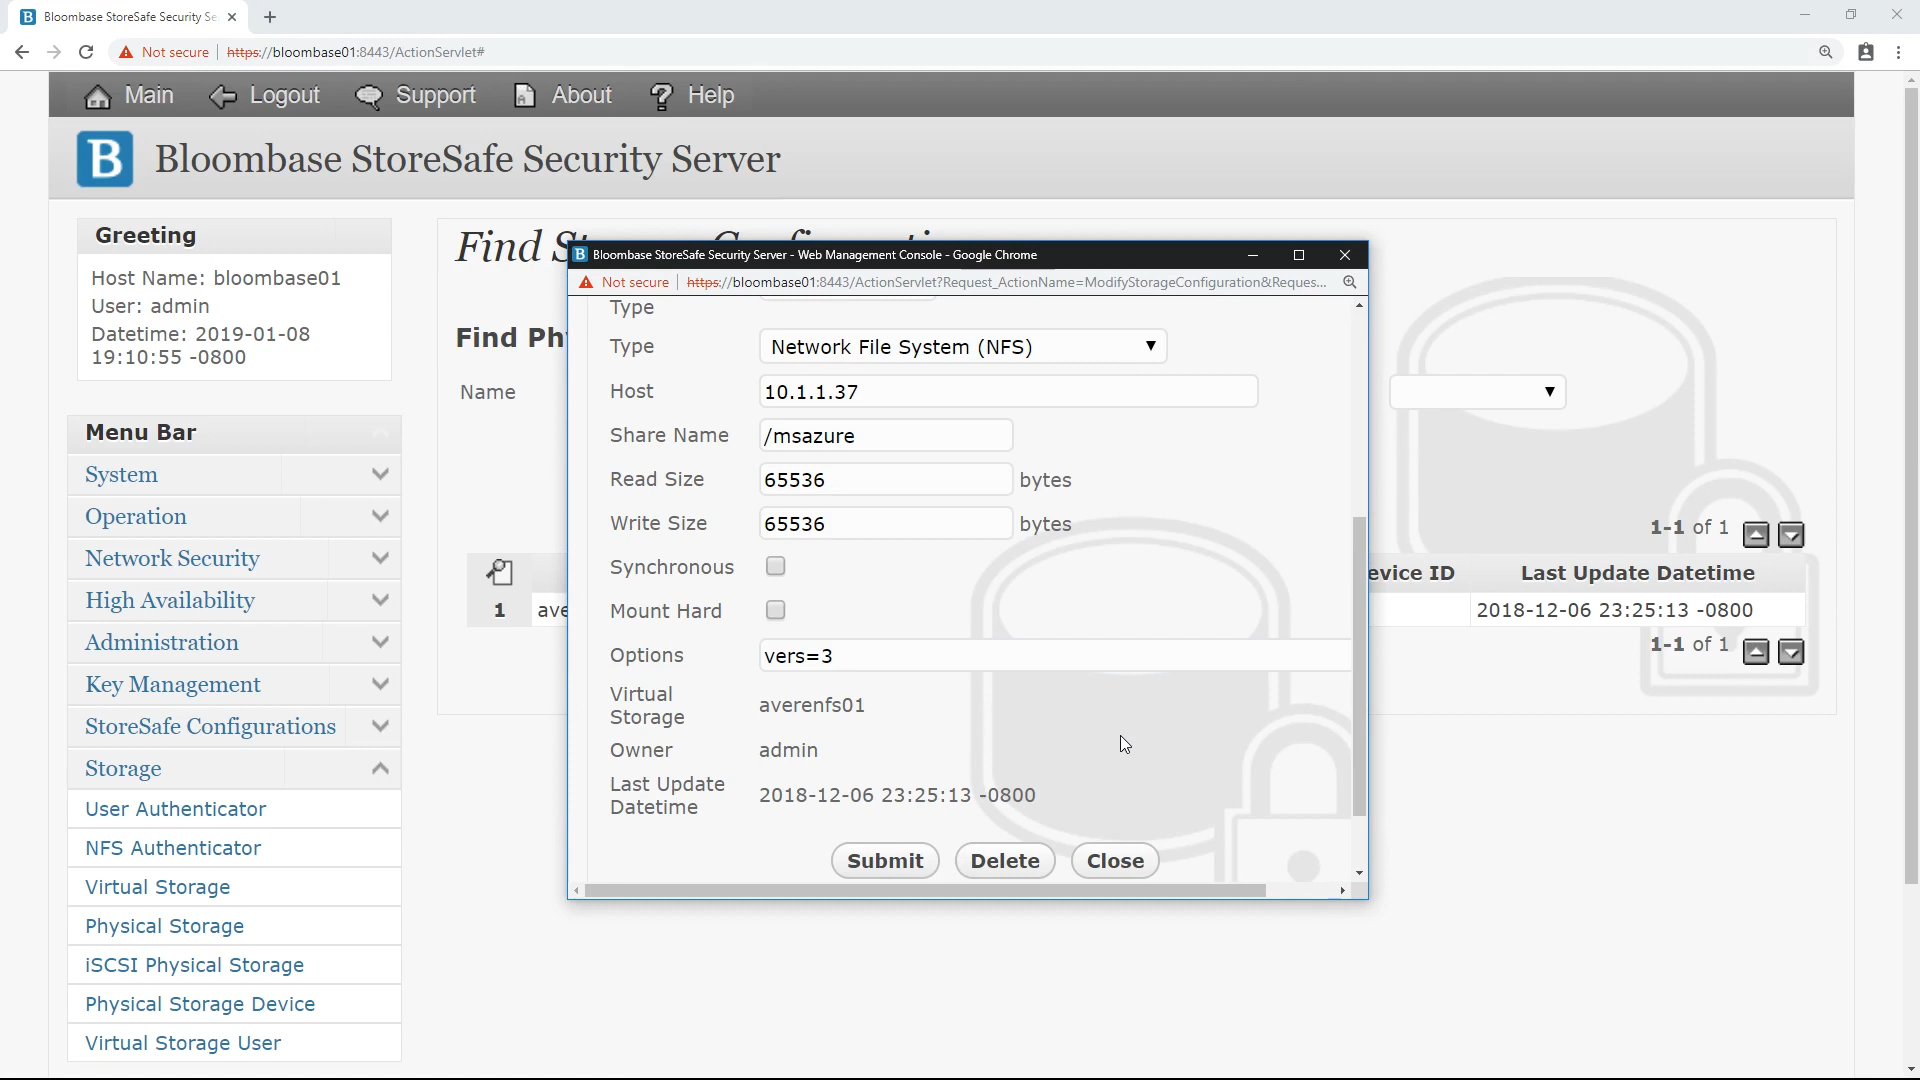 Bloombase StoreSafe Security Se
Not secure https://bloombase01:8443/ActionServlet#
Main Logout Support About Help
B Bloombase StoreSafe Security Server
Greeting
Host Name: bloombase01
User: admin
Datetime: 2019-01-08
19:10:55 -0800
Menu Bar
System
Operation
Network Security
High Availability
Administration
Key Management
StoreSafe Configurations
Storage
User Authenticator
NFS Authenticator
Virtual Storage
Physical Storage
iSCSI Physical Storage
Physical Storage Device
Virtual Storage User
Find
Find Ph
Name
1-1 of 1
evice ID Last Update Datetime
1 ave 2018-12-06 23:25:13 -0800
1-1 of 1
Bloombase StoreSafe Security Server - Web Management Console - Google Chrome
Not secure https://bloombase01:8443/ActionServlet?Request_ActionName=ModifyStorageConfiguration&Reques...
Type
Type Network File System (NFS)
Host 10.1.1.37
Share Name /msazure
Read Size 65536 bytes
Write Size 65536 bytes
Synchronous
Mount Hard
Options vers=3
Virtual
Storage averenfs01
Owner admin
Last Update
Datetime 2018-12-06 23:25:13 -0800
Submit Delete Close